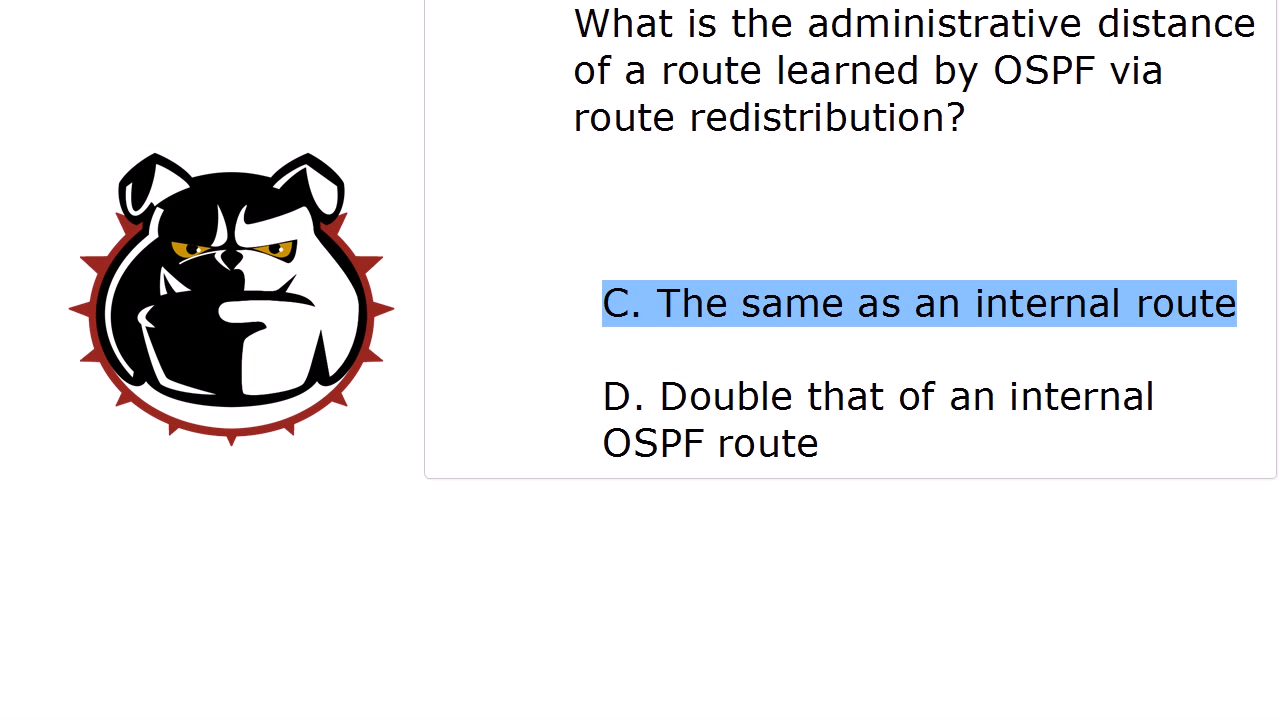 What is the administrative distance
of a route learned by OSPF via
route redistribution?
C. The same as an internal route
D. Double that of an internal
OSPF route